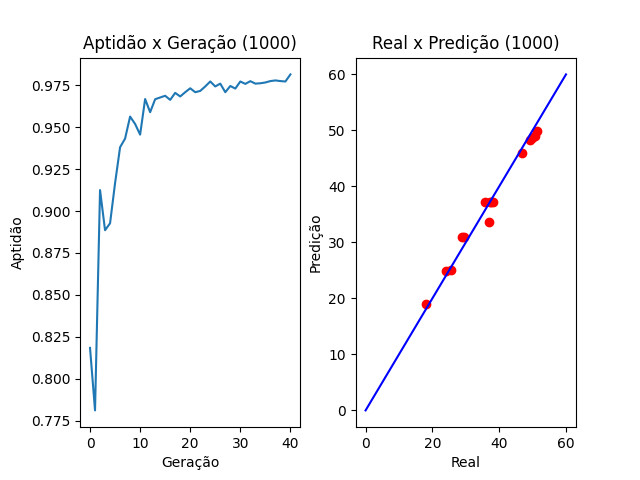 Aptidão x Geração (1000)
Aptidão
0.975
0.950
0.925
0.900
0.875
0.850
0.825
0.800
0.775
0 10 20 30 40
Geração
Real x Predição (1000)
Predição
60
50
40
30
20
10
0
0 20 40 60
Real